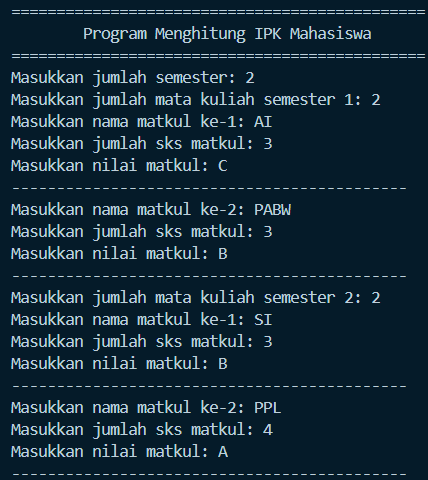 ==============================================
Program Menghitung IPK Mahasiswa
==============================================
Masukkan jumlah semester: 2
Masukkan jumlah mata kuliah semester 1: 2
Masukkan nama matkul ke-1: AI
Masukkan jumlah sks matkul: 3
Masukkan nilai matkul: C
--------------------------------------------
Masukkan nama matkul ke-2: PABW
Masukkan jumlah sks matkul: 3
Masukkan nilai matkul: B
--------------------------------------------
Masukkan jumlah mata kuliah semester 2: 2
Masukkan nama matkul ke-1: SI
Masukkan jumlah sks matkul: 3
Masukkan nilai matkul: B
--------------------------------------------
Masukkan nama matkul ke-2: PPL
Masukkan jumlah sks matkul: 4
Masukkan nilai matkul: A
--------------------------------------------